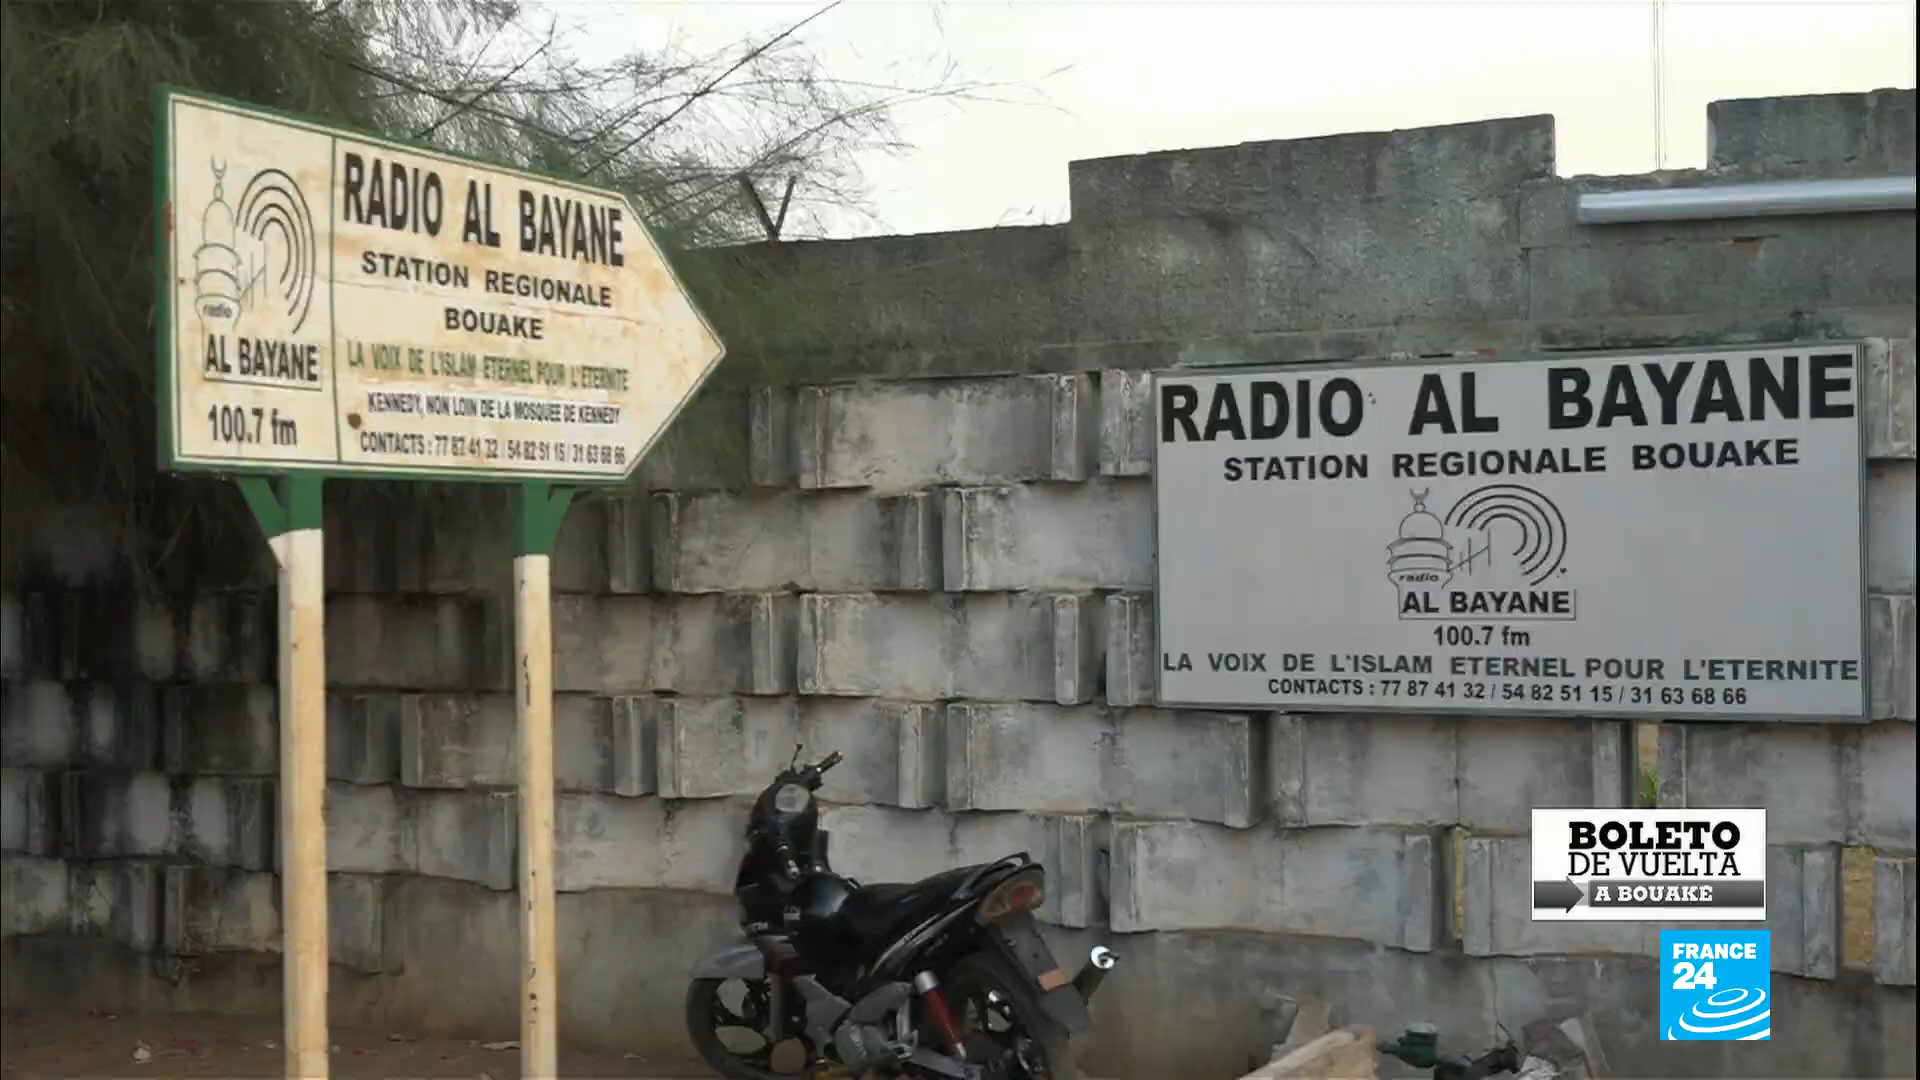 RADIO AL BAYANE
STATION REGIONALE
BOUAKE
LA VOIX DE L'ISLAM ETERNEL POUR L'ETERNITE
KENNEDY, NON LOIN DE LA MOSQUEE DE KENNEDY
CONTACTS : 77 87 41 32 / 54 82 51 15 / 31 63 68 66
radio
AL BAYANE
100.7 fm
RADIO AL BAYANE
STATION REGIONALE BOUAKE
radio
AL BAYANE
100.7 fm
LA VOIX DE L'ISLAM ETERNEL POUR L'ETERNITE
CONTACTS : 77 87 41 32 / 54 82 51 15 / 31 63 68 66
BOLETO
DE VUELTA
A BOUAKÉ
FRANCE
24